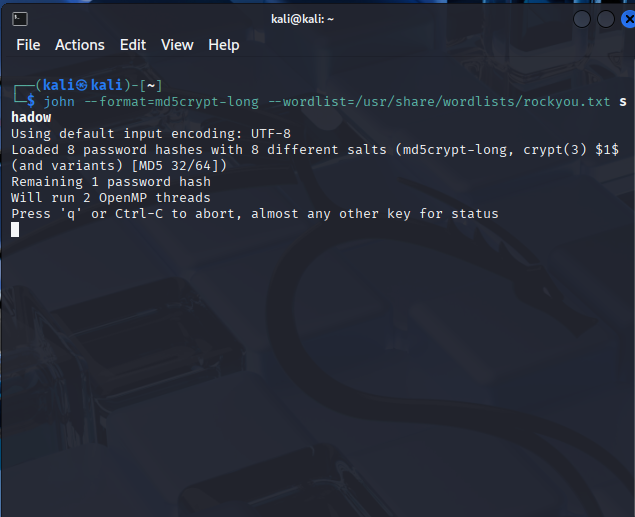 kali@kali: ~
File Actions Edit View Help
┌──(kali㉿kali)-[~]
└─$ john --format=md5crypt-long --wordlist=/usr/share/wordlists/rockyou.txt s
hadow
Using default input encoding: UTF-8
Loaded 8 password hashes with 8 different salts (md5crypt-long, crypt(3) $1$
(and variants) [MD5 32/64])
Remaining 1 password hash
Will run 2 OpenMP threads
Press 'q' or Ctrl-C to abort, almost any other key for status